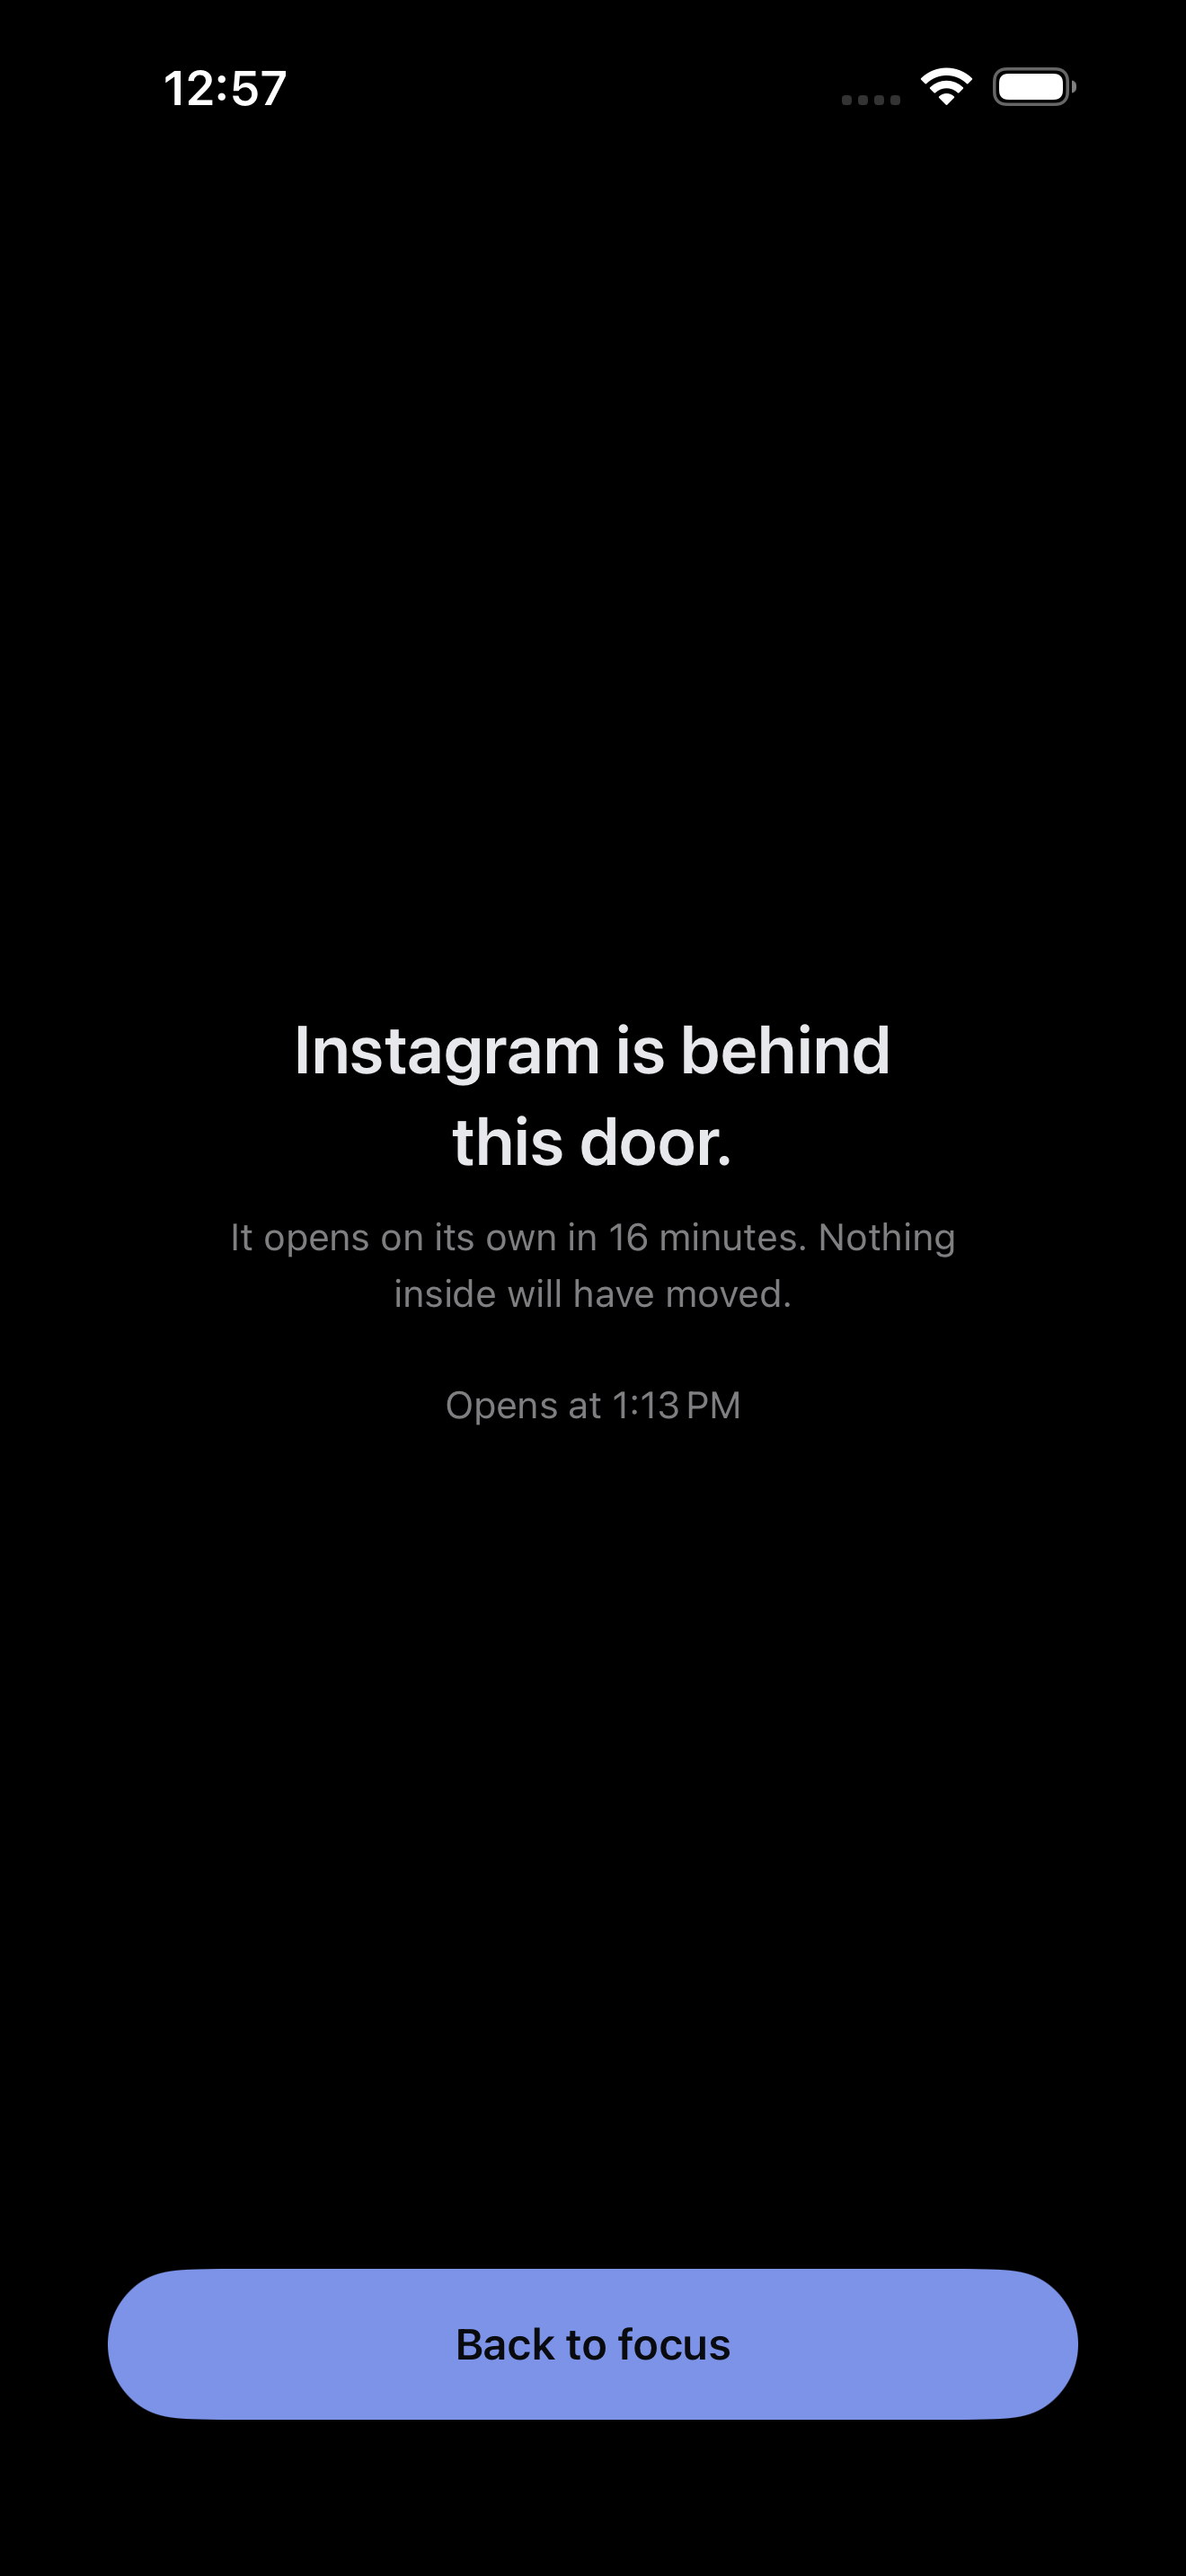 12:57
Instagram is behind
this door.
It opens on its own in 16 minutes. Nothing
inside will have moved.
Opens at 1:13 PM
Back to focus